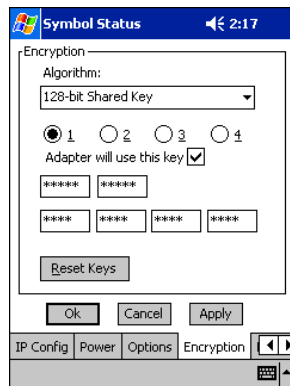 Symbol Status 2:17
Encryption
Algorithm:
128-bit Shared Key
1 2 3 4
Adapter will use this key
***** *****
**** **** **** ****
Reset Keys
Ok Cancel Apply
IP Config Power Options Encryption